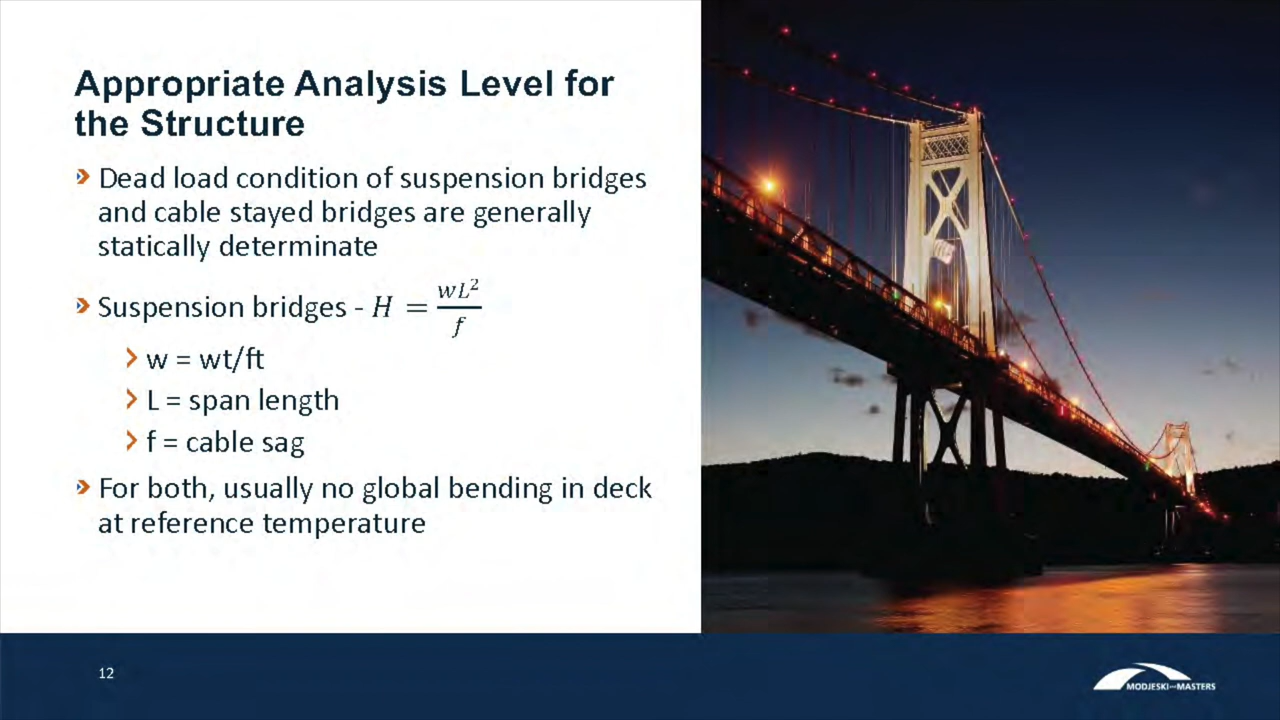 Appropriate Analysis Level for
the Structure
Dead load condition of suspension bridges
and cable stayed bridges are generally
statically determinate
Suspension bridges - H = wL²/f
w = wt/ft
L = span length
f = cable sag
For both, usually no global bending in deck
at reference temperature
12
MODJESKI and MASTERS